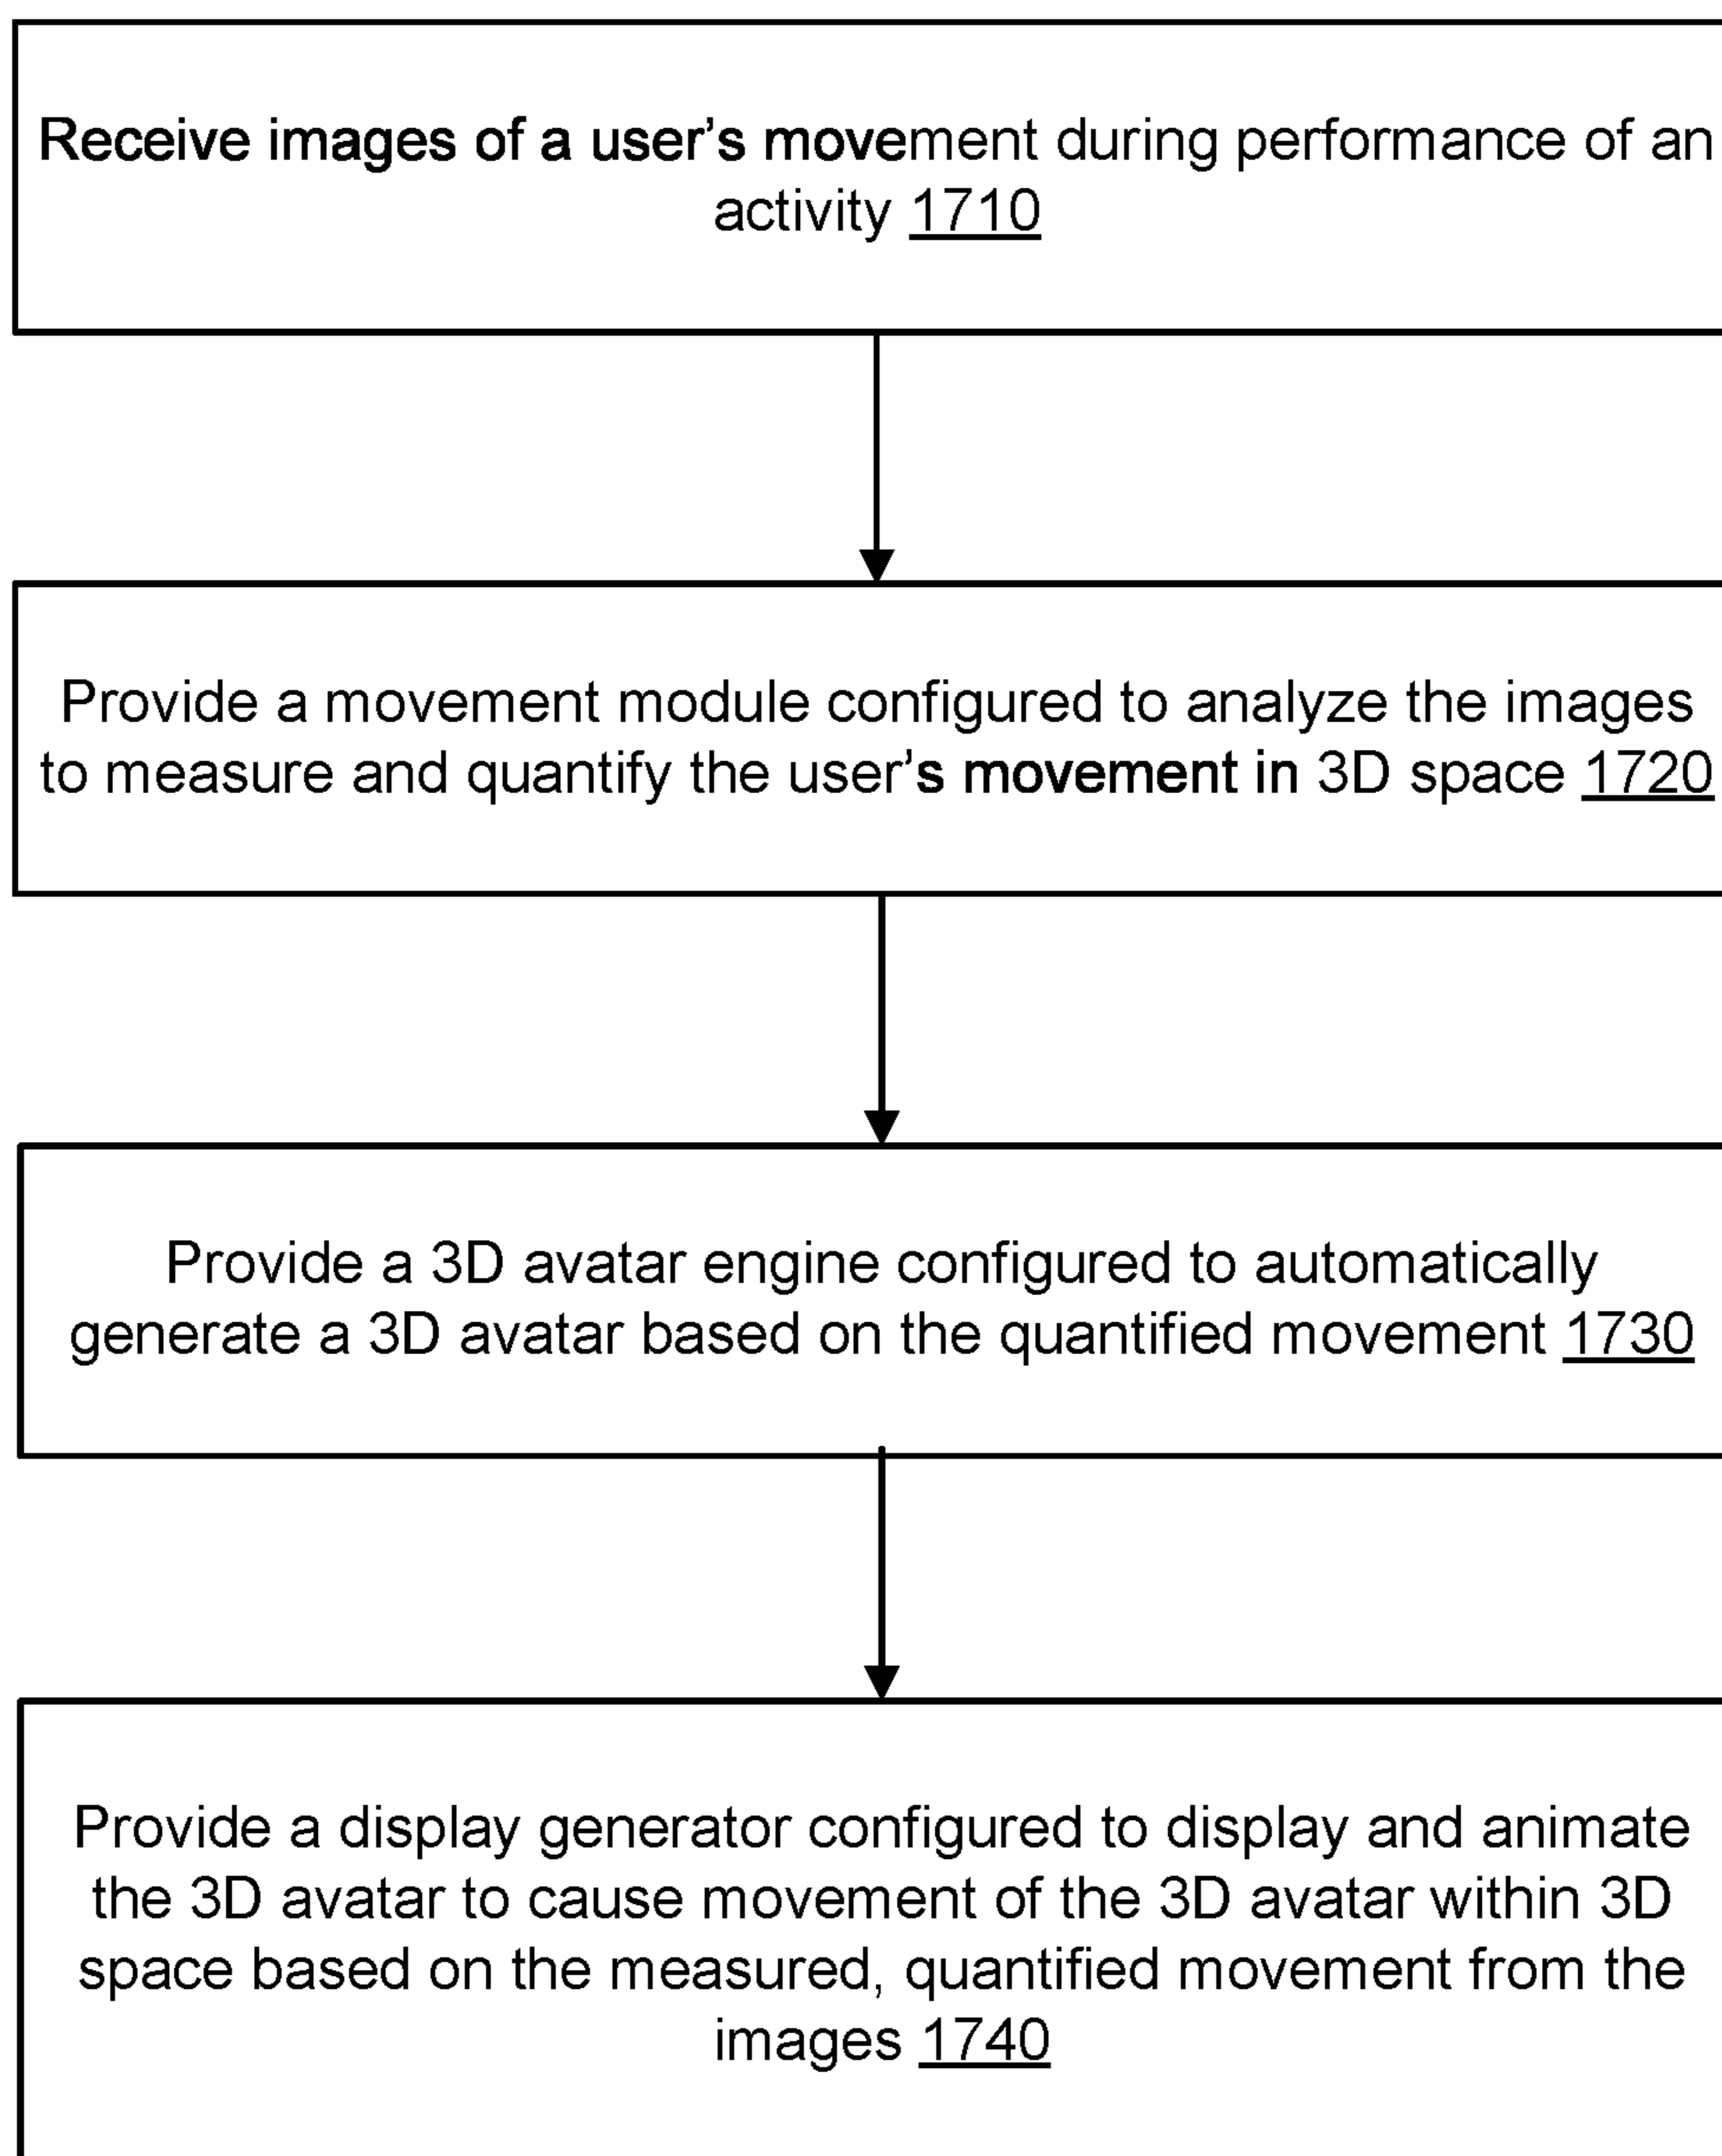 Receive images of a user’s movement during performance of an
activity 1710
Provide a movement module configured to analyze the images
to measure and quantify the user’s movement in 3D space 1720
Provide a 3D avatar engine configured to automatically
generate a 3D avatar based on the quantified movement 1730
Provide a display generator configured to display and animate
the 3D avatar to cause movement of the 3D avatar within 3D
space based on the measured, quantified movement from the
images 1740